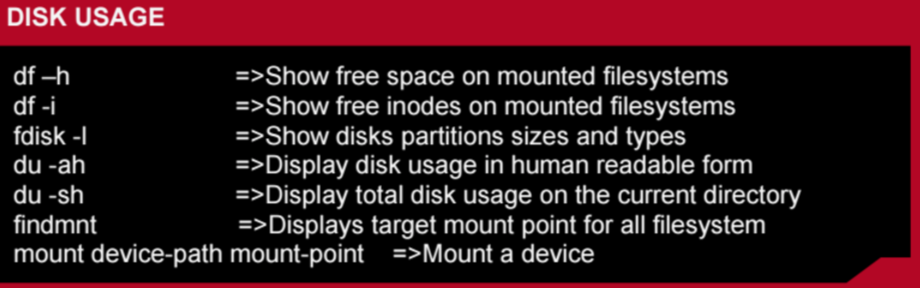 DISK USAGE
df –h =>Show free space on mounted filesystems
df -i =>Show free inodes on mounted filesystems
fdisk -l =>Show disks partitions sizes and types
du -ah =>Display disk usage in human readable form
du -sh =>Display total disk usage on the current directory
findmnt =>Displays target mount point for all filesystem
mount device-path mount-point =>Mount a device